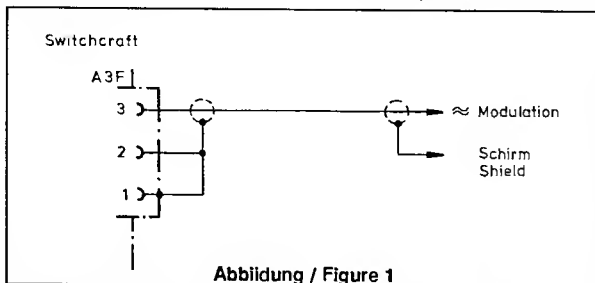 Switchcraft
A3F
3
≈ Modulation
2
Schirm
Shield
1
Abbildung / Figure 1